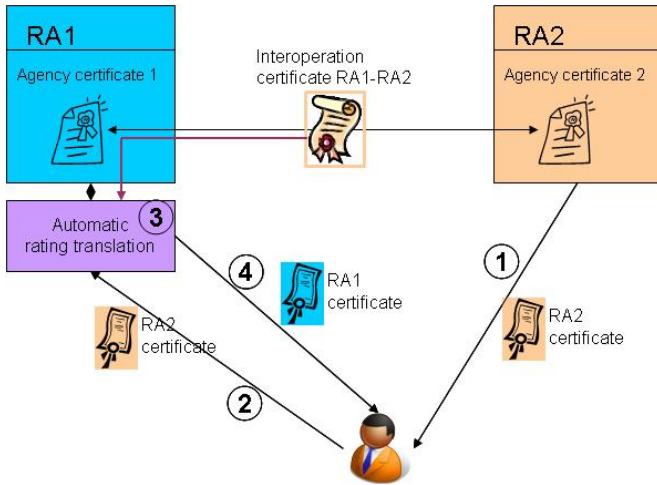 RA1
Agency certificate 1
Interoperation
certificate RA1-RA2
RA2
Agency certificate 2
Automatic
rating translation
3
4
1
RA1
certificate
RA2
certificate
RA2
certificate
2